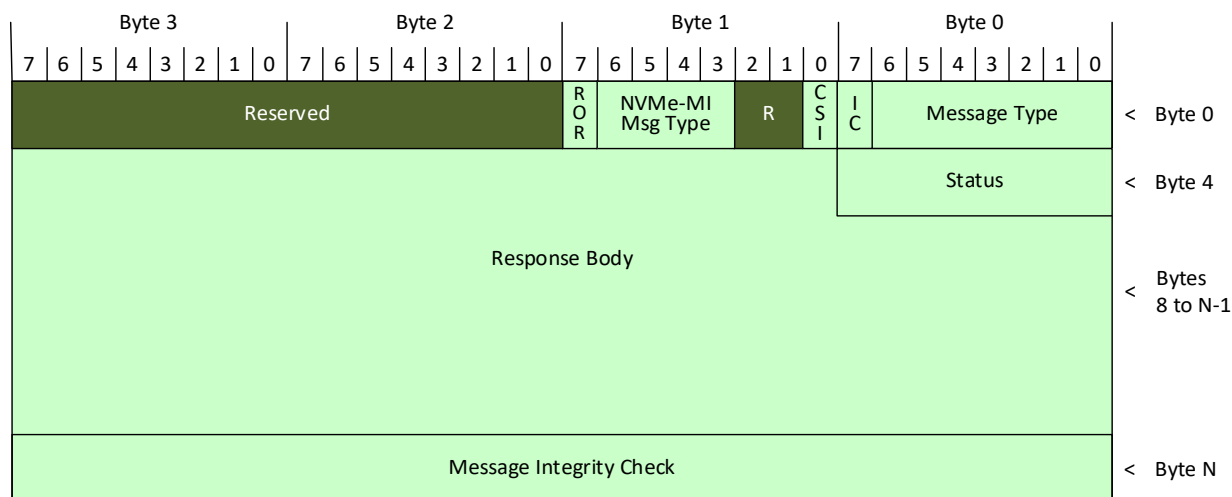 Byte 3 Byte 2 Byte 1 Byte 0
7 6 5 4 3 2 1 0 7 6 5 4 3 2 1 0 7 6 5 4 3 2 1 0 7 6 5 4 3 2 1 0
Reserved
R
O
R
NVMe-MI
Msg Type
R
C
S
I
I
C
Message Type
< Byte 0
Status
< Byte 4
Response Body
< Bytes
8 to N-1
Message Integrity Check
< Byte N